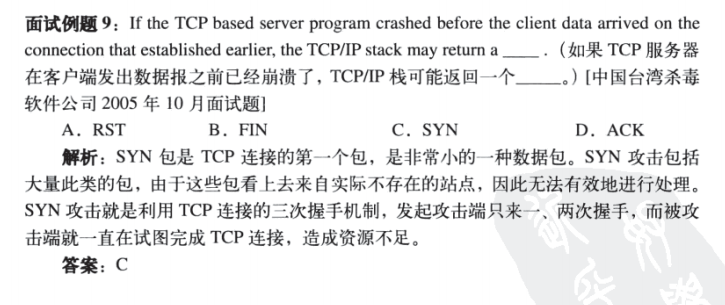 面试例题 9：If the TCP based server program crashed before the client data arrived on the
connection that established earlier, the TCP/IP stack may return a ____ .（如果 TCP 服务器
在客户端发出数据报之前已经崩溃了，TCP/IP 栈可能返回一个____。）[中国台湾杀毒
软件公司 2005 年 10 月面试题]
A．RST B．FIN C．SYN D．ACK
解析：SYN 包是 TCP 连接的第一个包，是非常小的一种数据包。SYN 攻击包括
大量此类的包，由于这些包看上去来自实际不存在的站点，因此无法有效地进行处理。
SYN 攻击就是利用 TCP 连接的三次握手机制，发起攻击端只来一、两次握手，而被攻
击端就一直在试图完成 TCP 连接，造成资源不足。
答案：C